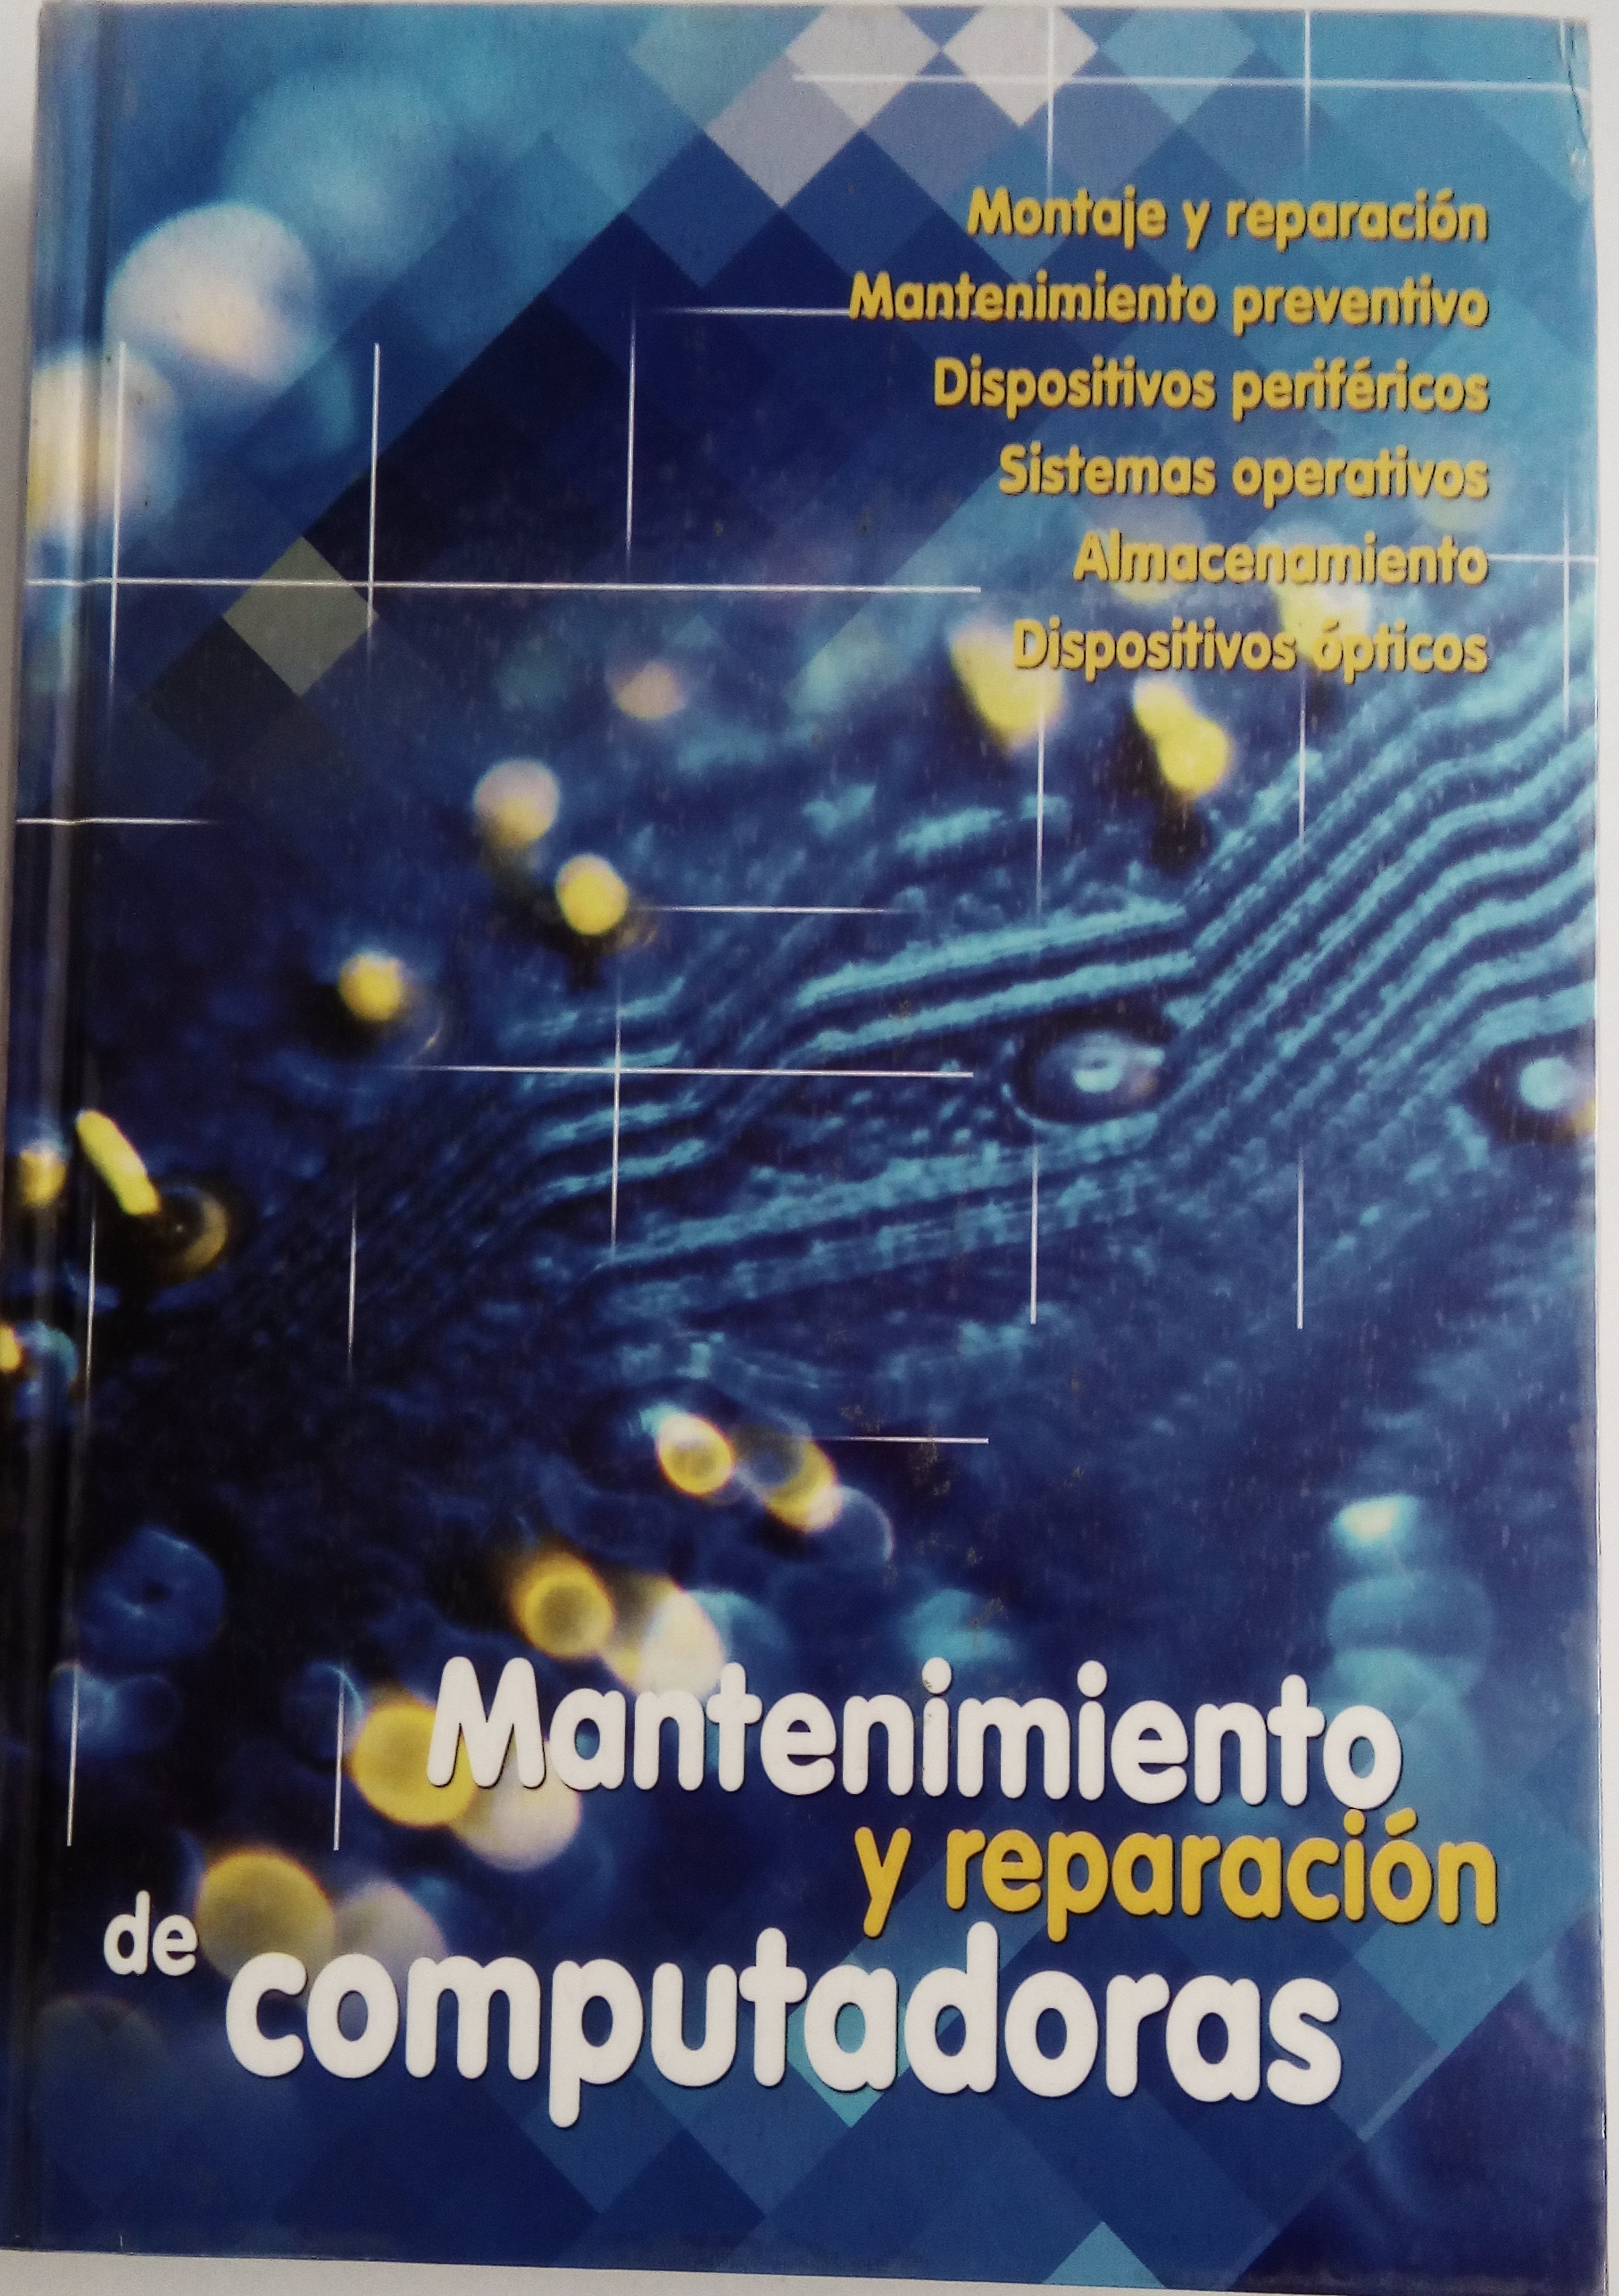 Montaje y reparación
Mantenimiento preventivo
Dispositivos periféricos
Sistemas operativos
Almacenamiento
Dispositivos ópticos
Mantenimiento
y reparación
de computadoras